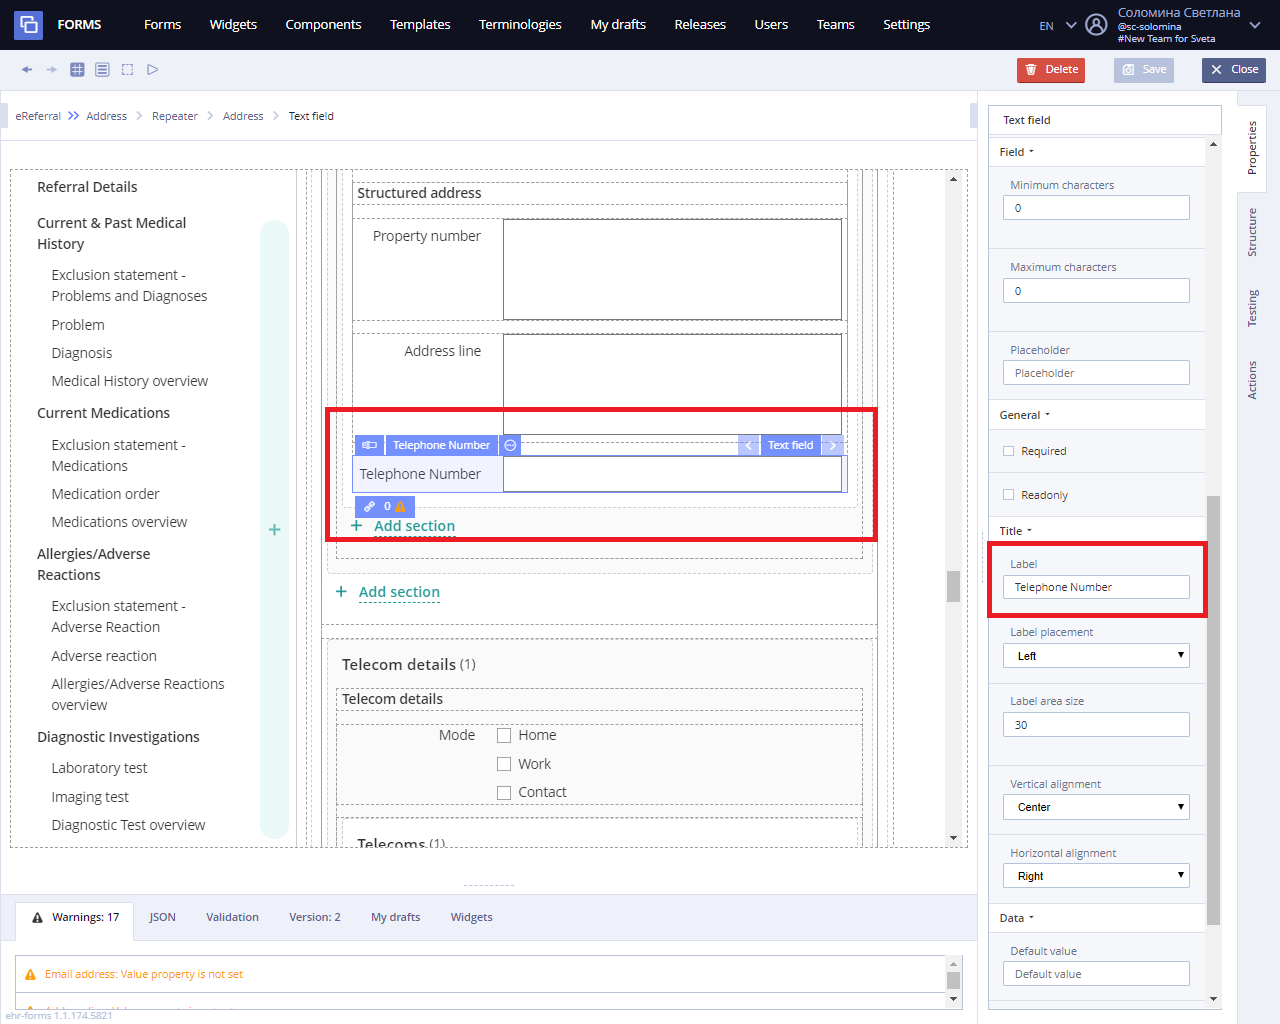 FORMS
Forms
Widgets
Components
Templates
Terminologies
My drafts
Releases
Users
Teams
Settings
EN
Соломина Светлана
@sc-solomina
#New Team for Sveta
Delete
Save
Close
eReferral
Address
Repeater
Address
Text field
Referral Details
Current & Past Medical
History
Exclusion statement -
Problems and Diagnoses
Problem
Diagnosis
Medical History overview
Current Medications
Exclusion statement -
Medications
Medication order
Medications overview
Allergies/Adverse
Reactions
Exclusion statement -
Adverse Reaction
Adverse reaction
Allergies/Adverse Reactions
overview
Diagnostic Investigations
Laboratory test
Imaging test
Diagnostic Test overview
+
Structured address
Property number
Address line
Telephone Number
Text field
Telephone Number
0
+ Add section
+ Add section
Telecom details (1)
Telecom details
Mode
Home
Work
Contact
Telecoms (1)
Text field
Field
Minimum characters
0
Maximum characters
0
Placeholder
Placeholder
General
Required
Readonly
Title
Label
Telephone Number
Label placement
Left
Label area size
30
Vertical alignment
Center
Horizontal alignment
Right
Data
Default value
Default value
Properties
Structure
Testing
Actions
Warnings: 17
JSON
Validation
Version: 2
My drafts
Widgets
Email address: Value property is not set
ehr-forms 1.1.174.5821